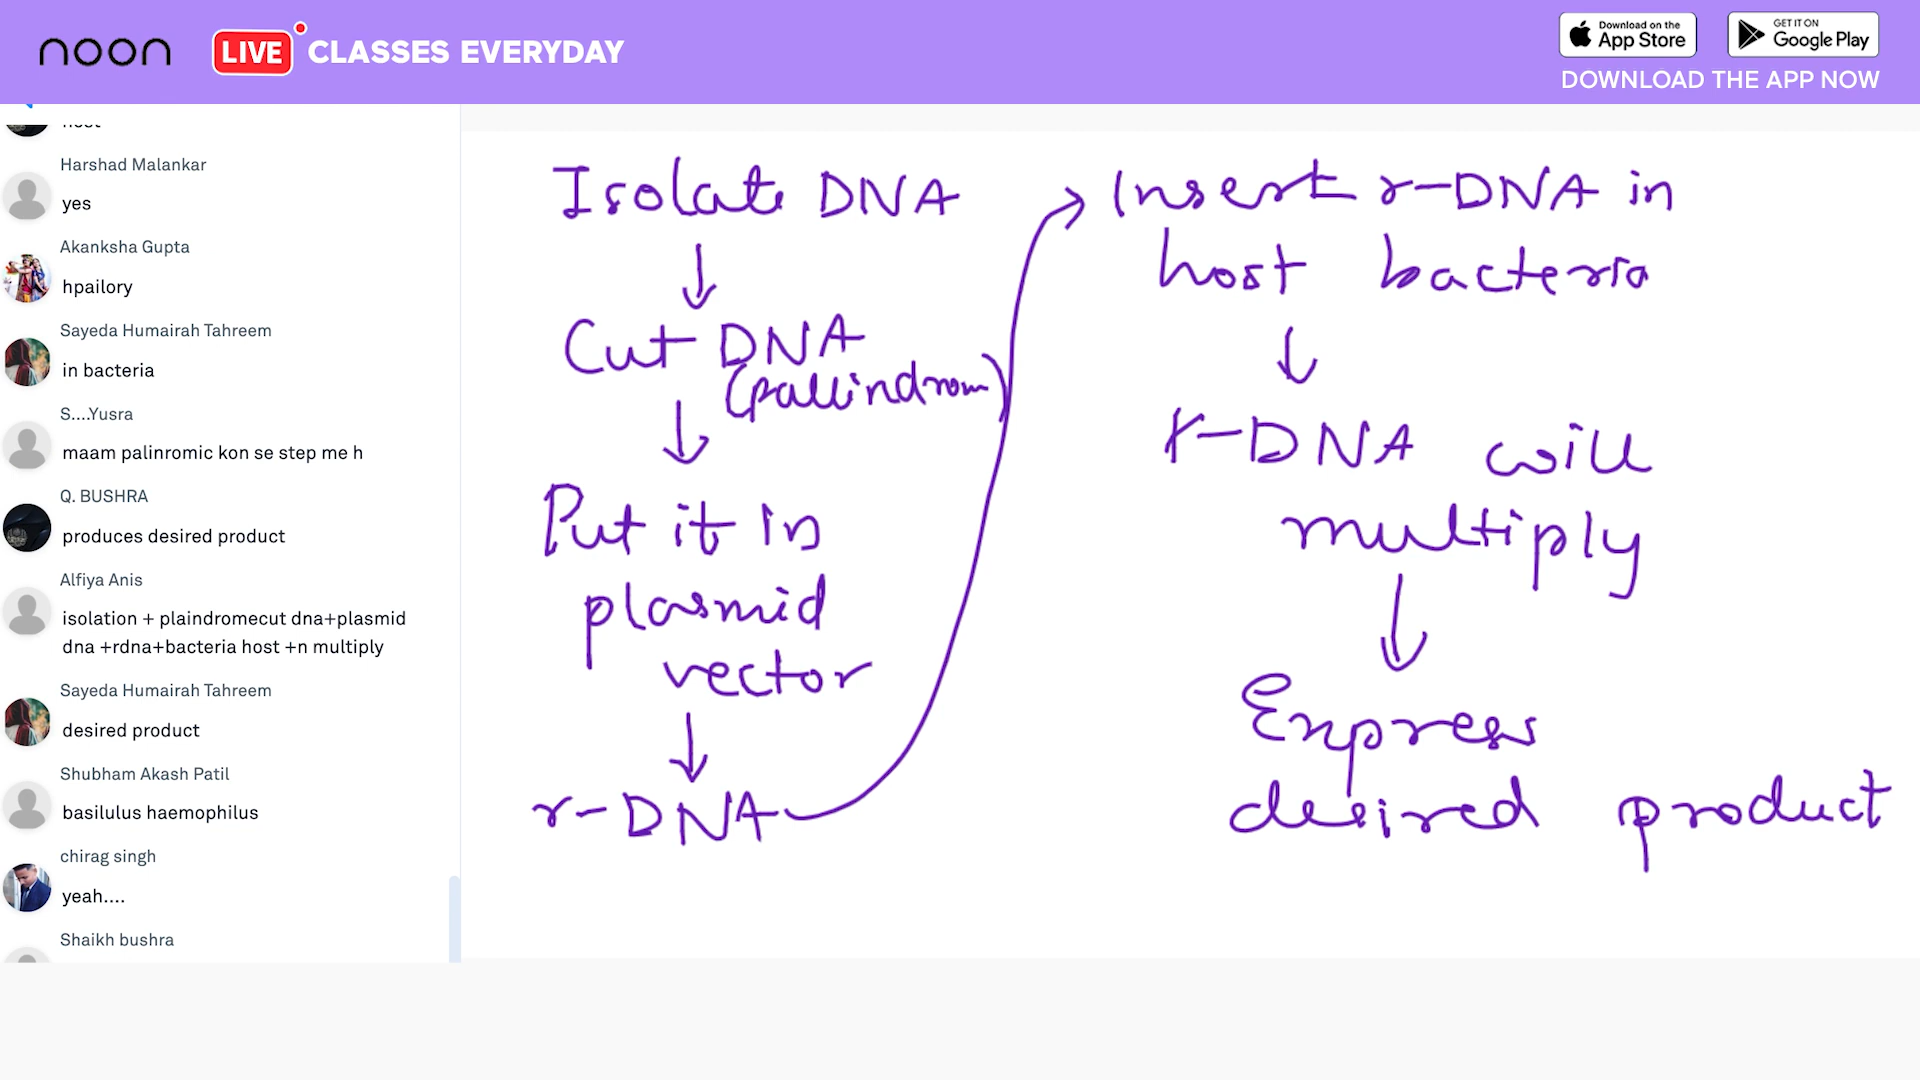 noon LIVE CLASSES EVERYDAY
Download on the App Store
GET IT ON Google Play
DOWNLOAD THE APP NOW
Harshad Malankar
yes
Akanksha Gupta
hpailory
Sayeda Humairah Tahreem
in bacteria
S....Yusra
maam palinromic kon se step me h
Q. BUSHRA
produces desired product
Alfiya Anis
isolation + plaindromecut dna+plasmid
dna +rdna+bacteria host +n multiply
Sayeda Humairah Tahreem
desired product
Shubham Akash Patil
basilulus haemophilus
chirag singh
yeah....
Shaikh bushra
Isolate DNA
↓
Cut DNA
(pallindrom)
↓
Put it in
plasmid
vector
↓
r-DNA
→ Insert r-DNA in
host bacteria
↓
r-DNA will
multiply
↓
Express
desired product